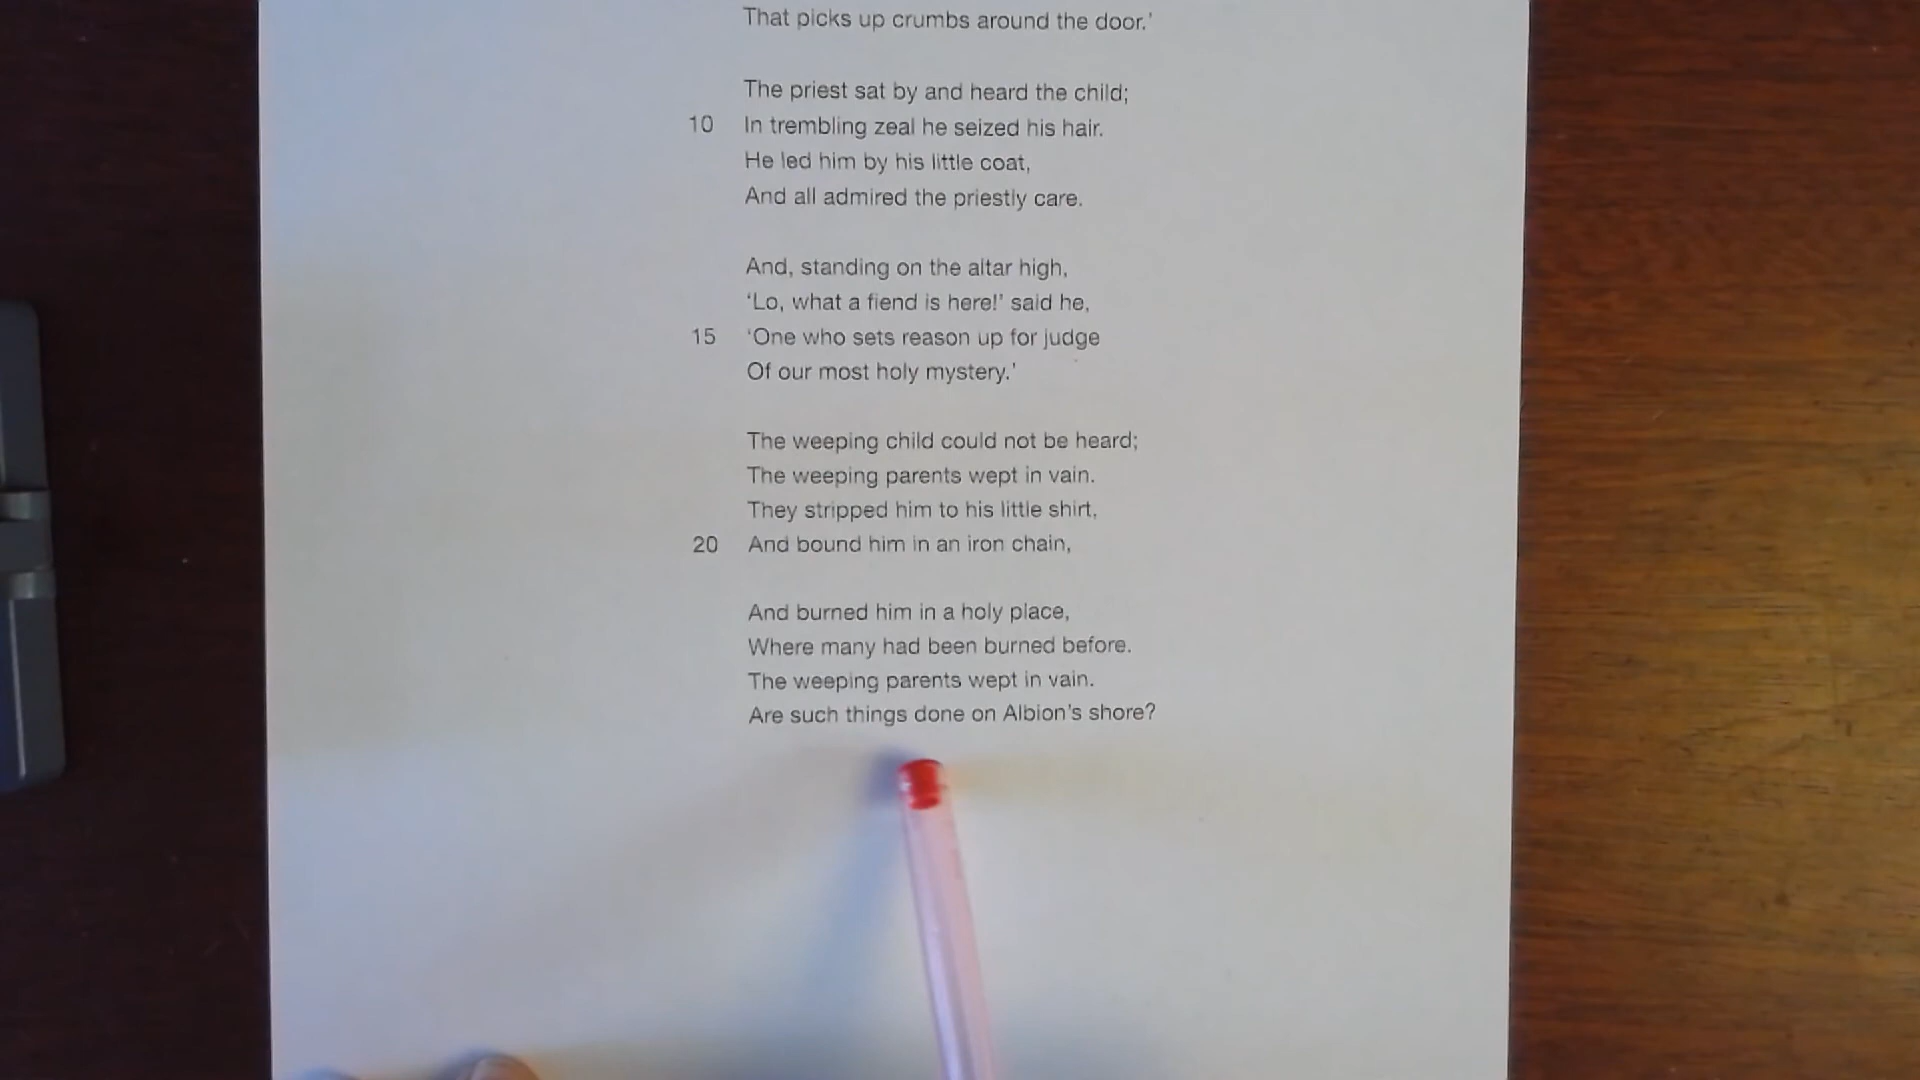 That picks up crumbs around the door.'
The priest sat by and heard the child;
10 In trembling zeal he seized his hair.
He led him by his little coat,
And all admired the priestly care.
And, standing on the altar high,
'Lo, what a fiend is here!' said he,
15 'One who sets reason up for judge
Of our most holy mystery.'
The weeping child could not be heard;
The weeping parents wept in vain.
They stripped him to his little shirt,
20 And bound him in an iron chain,
And burned him in a holy place,
Where many had been burned before.
The weeping parents wept in vain.
Are such things done on Albion's shore?